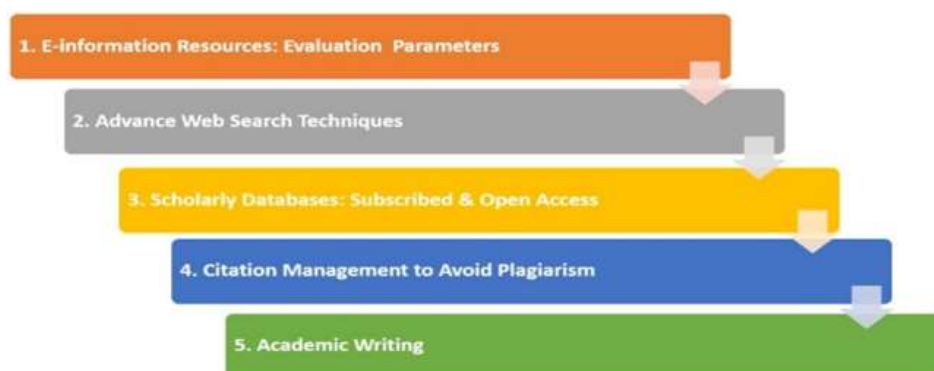 1. E-information Resources: Evaluation Parameters
2. Advance Web Search Techniques
3. Scholarly Databases: Subscribed & Open Access
4. Citation Management to Avoid Plagiarism
5. Academic Writing